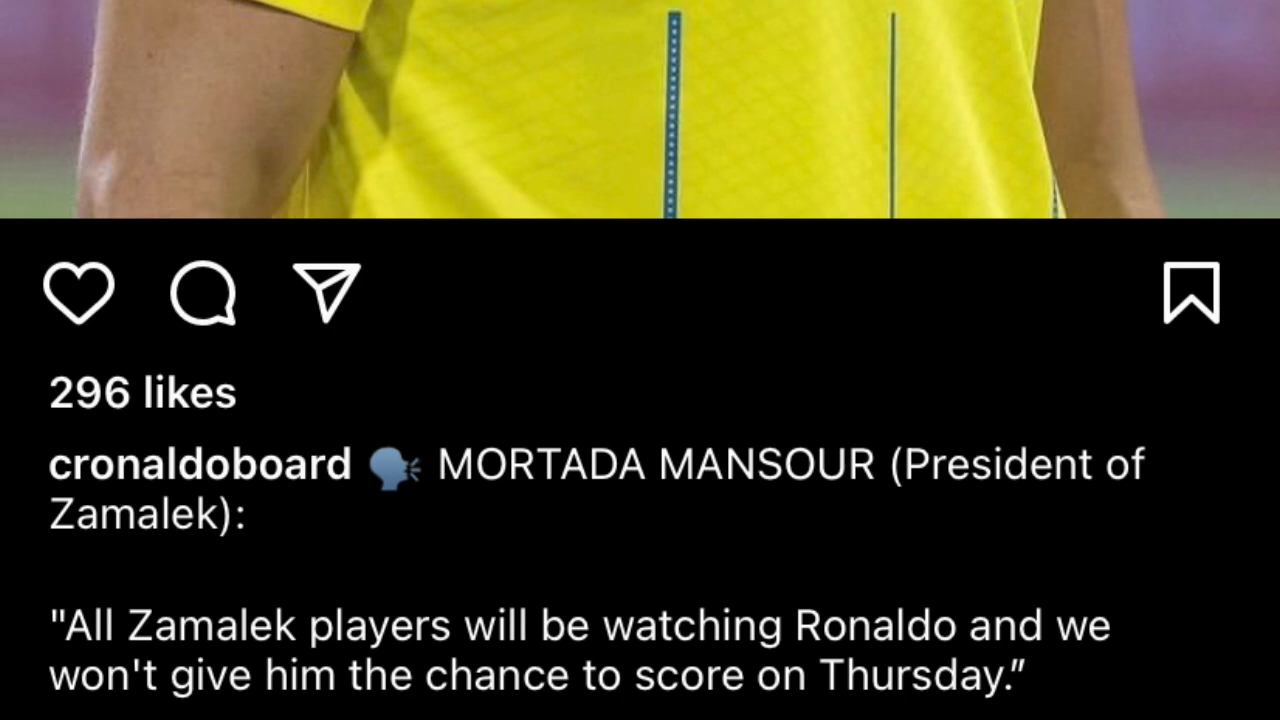 296 likes
cronaldoboard 🗣️ MORTADA MANSOUR (President of
Zamalek):
"All Zamalek players will be watching Ronaldo and we
won't give him the chance to score on Thursday.”